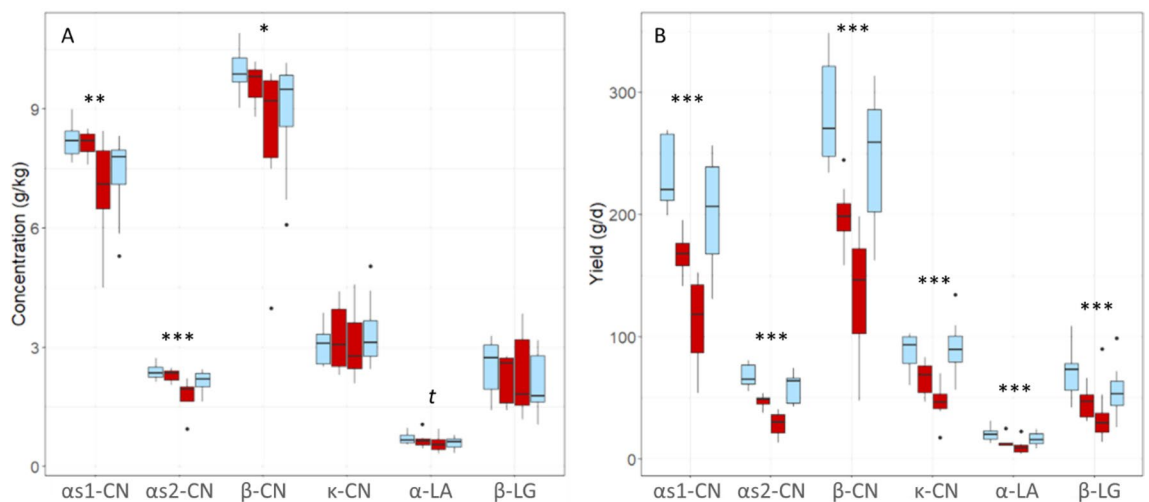 A
Concentration (g/kg)
9
6
3
0
**
***
*
t
αs1-CN αs2-CN β-CN κ-CN α-LA β-LG
B
Yield (g/d)
300
200
100
0
***
***
***
***
***
***
αs1-CN αs2-CN β-CN κ-CN α-LA β-LG